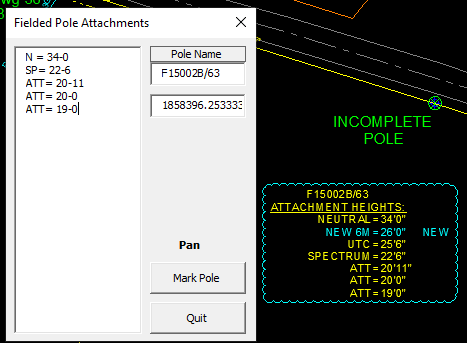 wg 30
Fielded Pole Attachments
N = 34-0
SP= 22-6
ATT= 20-11
ATT= 20-0
ATT= 19-0
Pole Name
F15002B/63
1858396.253333
Pan
Mark Pole
Quit
INCOMPLETE
POLE
F15002B/63
ATTACHMENT HEIGHTS:
NEUTRAL = 34'0"
NEW 6M = 26'0" NEW
UTC = 25'6"
SPECTRUM = 22'6"
ATT = 20'11"
ATT = 20'0"
ATT = 19'0"